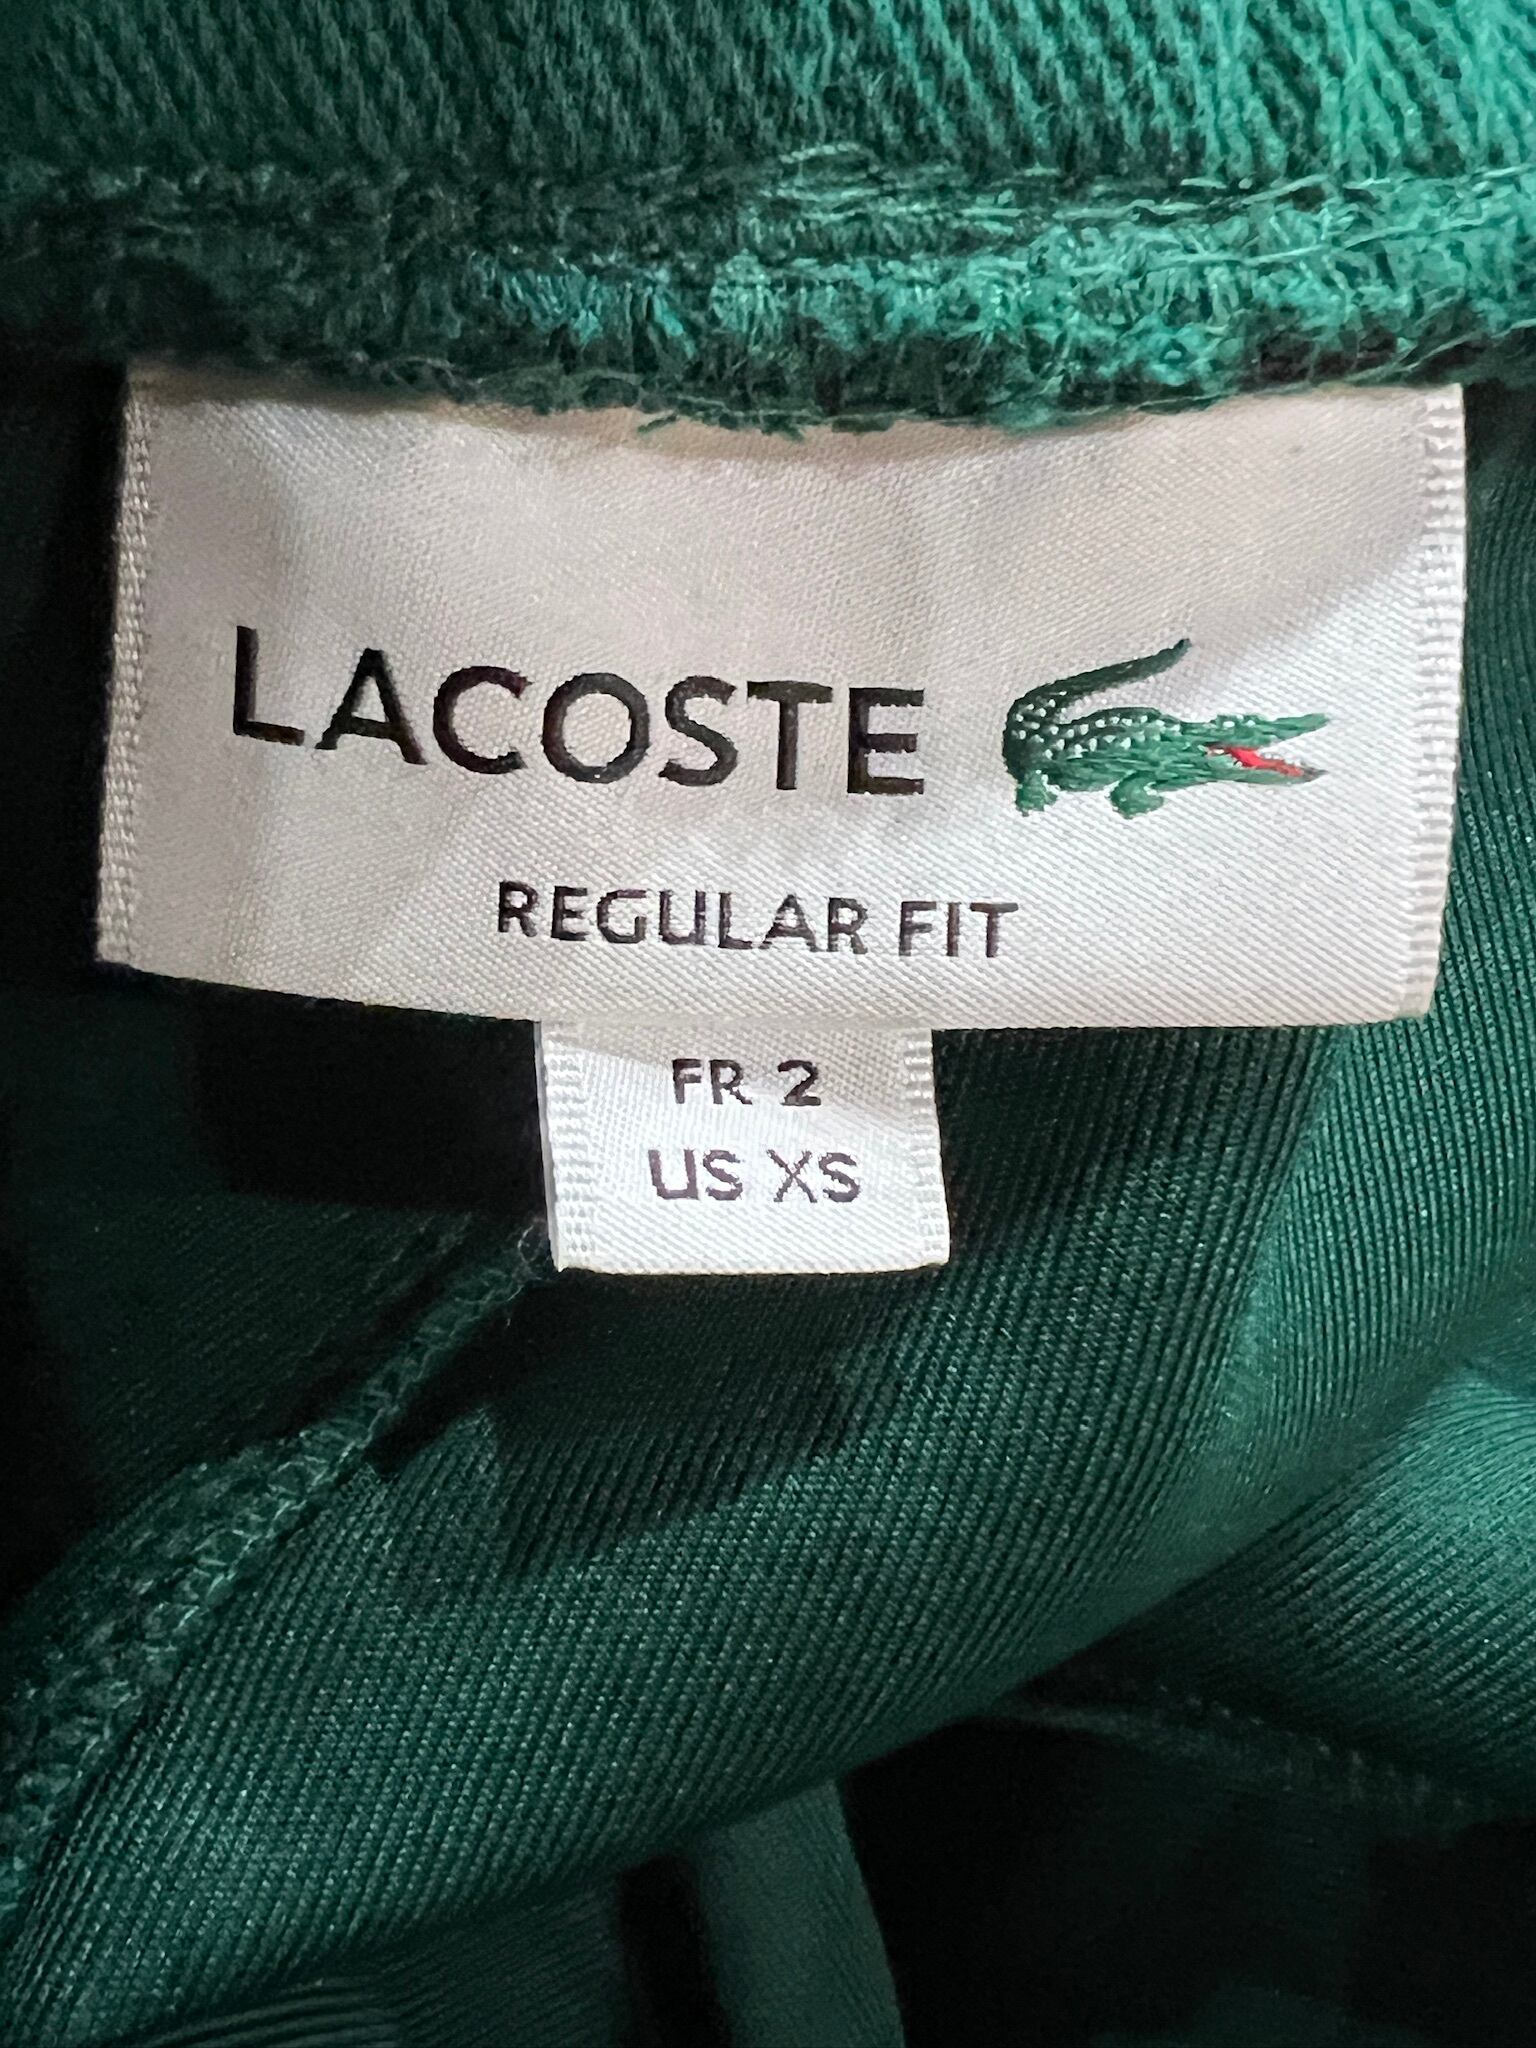 LACOSTE
REGULAR FIT
FR 2
US XS